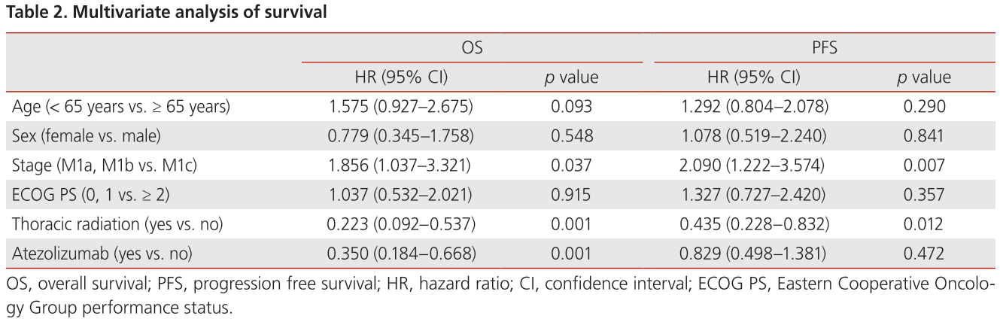 Table 2. Multivariate analysis of survival
OS PFS
HR (95% CI) p value HR (95% CI) p value
Age (< 65 years vs. ≥ 65 years) 1.575 (0.927–2.675) 0.093 1.292 (0.804–2.078) 0.290
Sex (female vs. male) 0.779 (0.345–1.758) 0.548 1.078 (0.519–2.240) 0.841
Stage (M1a, M1b vs. M1c) 1.856 (1.037–3.321) 0.037 2.090 (1.222–3.574) 0.007
ECOG PS (0, 1 vs. ≥ 2) 1.037 (0.532–2.021) 0.915 1.327 (0.727–2.420) 0.357
Thoracic radiation (yes vs. no) 0.223 (0.092–0.537) 0.001 0.435 (0.228–0.832) 0.012
Atezolizumab (yes vs. no) 0.350 (0.184–0.668) 0.001 0.829 (0.498–1.381) 0.472
OS, overall survival; PFS, progression free survival; HR, hazard ratio; CI, confidence interval; ECOG PS, Eastern Cooperative Oncolo-
gy Group performance status.